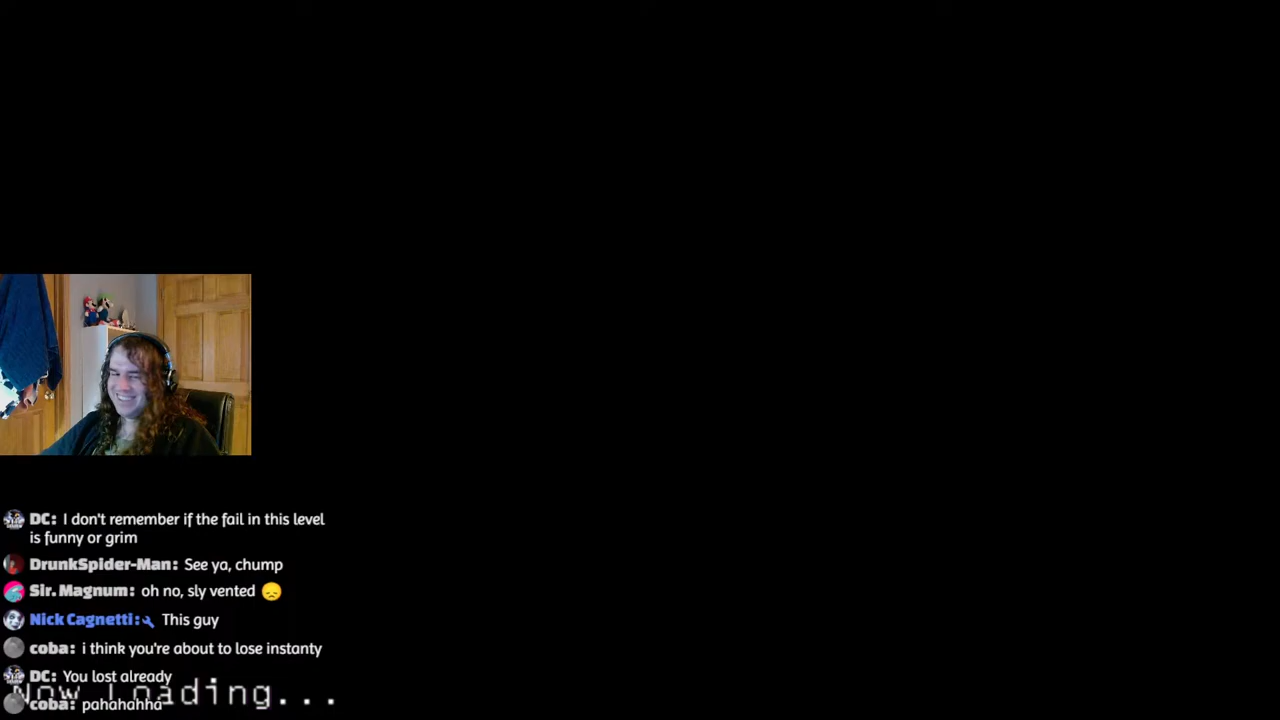 DC: I don't remember if the fail in this level
is funny or grim
DrunkSpider-Man: See ya, chump
Sir. Magnum: oh no, sly vented 😞
Nick Cagnetti: This guy
coba: i think you're about to lose instanty
DC: You lost already
Now Loading...
coba: pahahahha